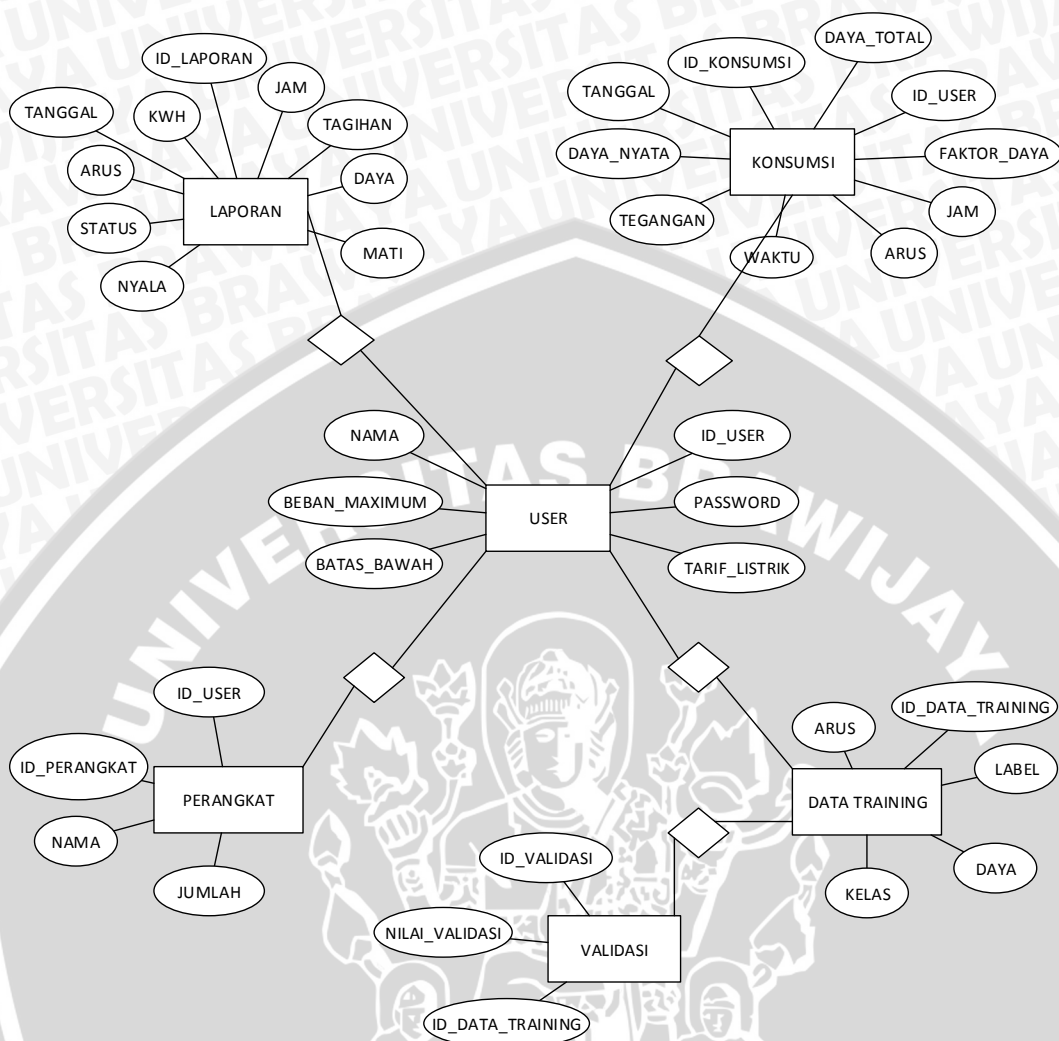 DAYA_TOTAL
ID_LAPORAN
ID_KONSUMSI
JAM
TANGGAL
ID_USER
TANGGAL
KWH
TAGIHAN
DAYA_NYATA
KONSUMSI
FAKTOR_DAYA
ARUS
DAYA
LAPORAN
STATUS
TEGANGAN
JAM
MATI
WAKTU
ARUS
NYALA
NAMA
ID_USER
BEBAN_MAXIMUM
USER
PASSWORD
BATAS_BAWAH
TARIF_LISTRIK
UNIVERSITAS BRAWIJAY
ID_USER
ID_DATA_TRAINING
ARUS
ID_PERANGKAT
LABEL
PERANGKAT
DATA TRAINING
NAMA
ID_VALIDASI
DAYA
JUMLAH
KELAS
NILAI_VALIDASI
VALIDASI
ID_DATA_TRAINING